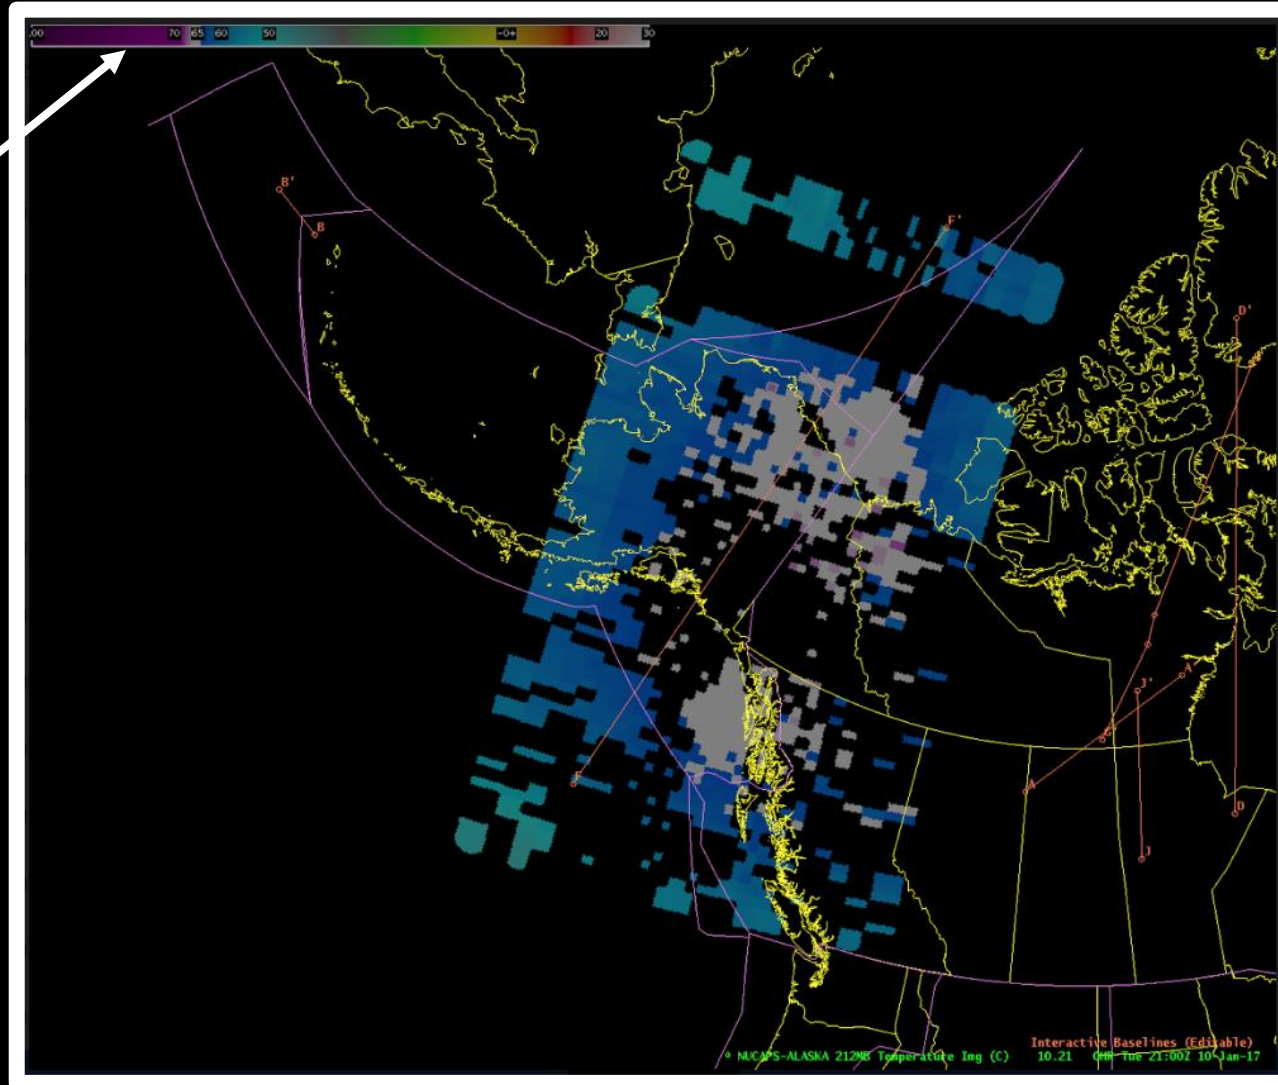 .00 70 65 60 50 -0+ 20 30
B'
B
F'
D'
A'
J'
G
F
A
D
J
Interactive Baselines (Editable)
° NUCAPS-ALASKA 212MB Temperature Img (C) 10.21 0HR Tue 21:00Z 10-Jan-17